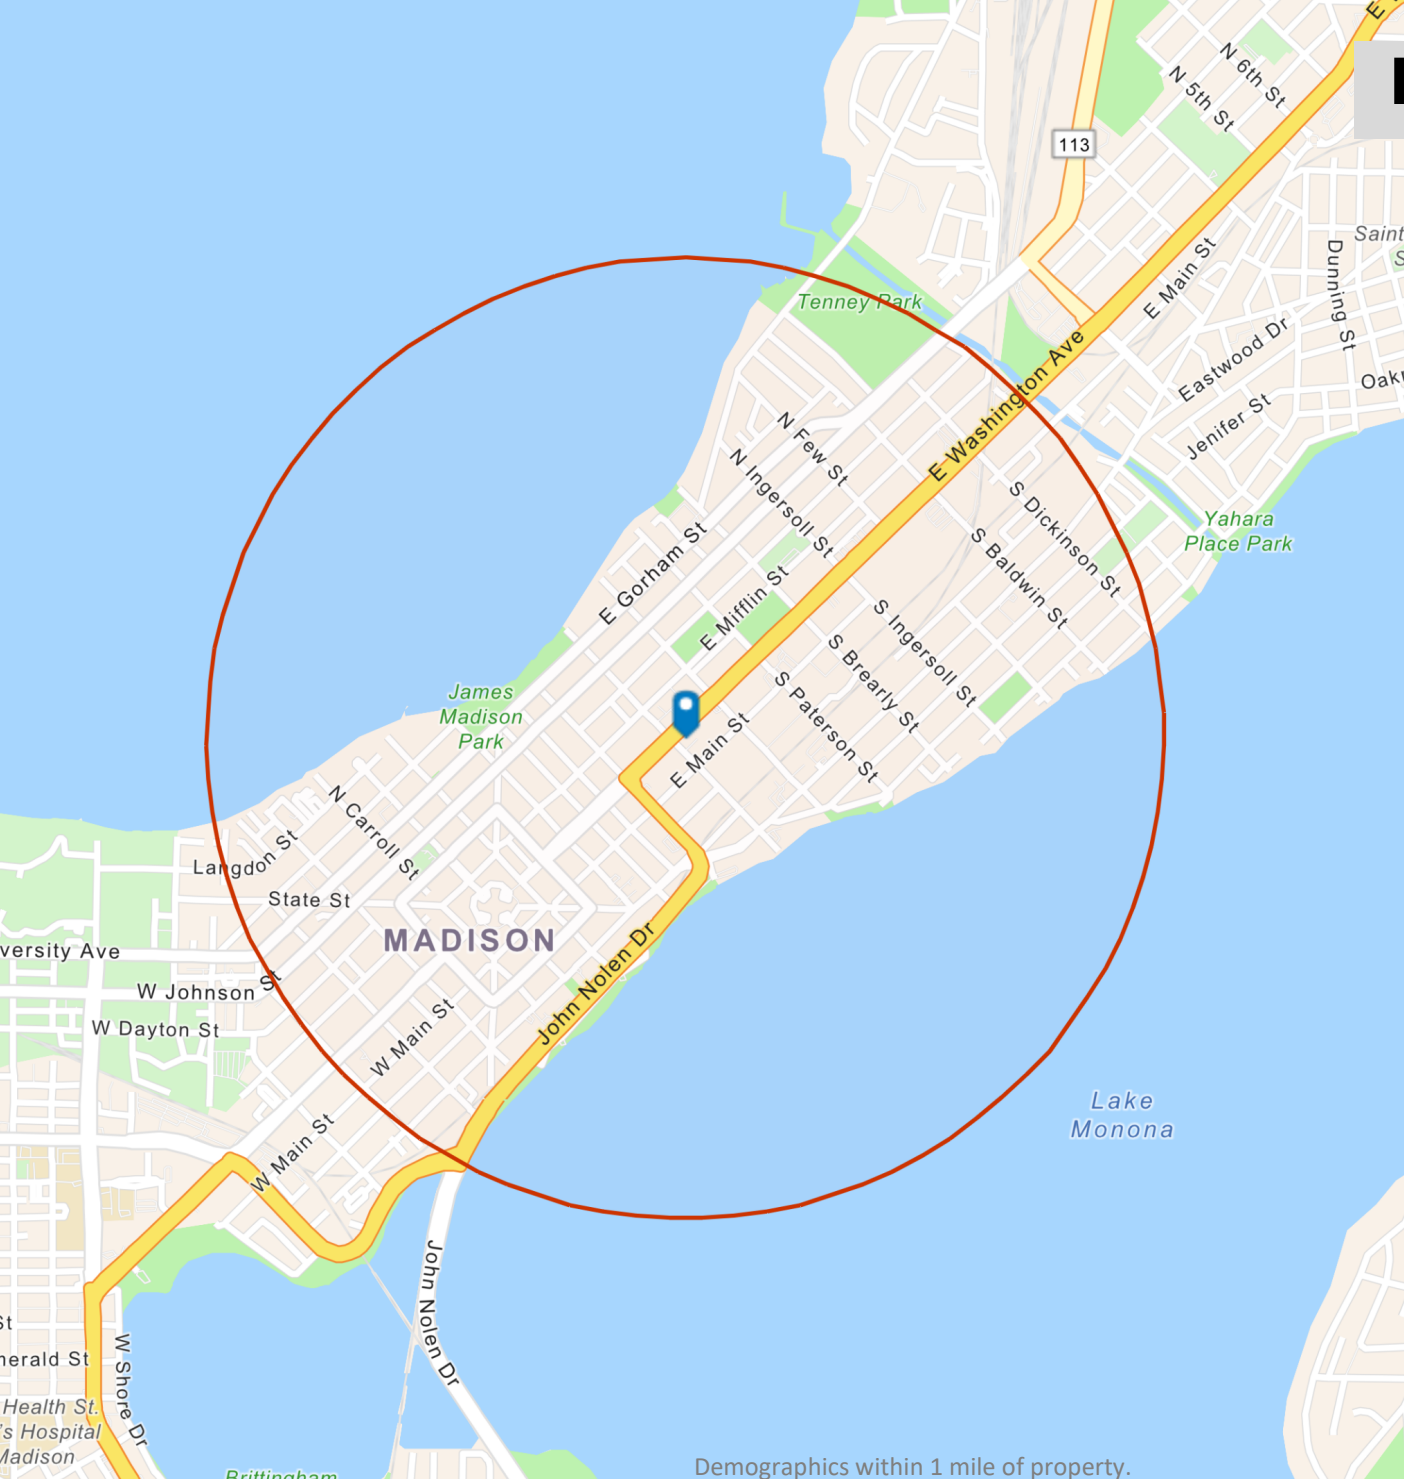 N 6th St
N 5th St
113
Saint
Dunning St
E Main St
Tenney Park
Eastwood Dr
E Washington Ave
Jenifer St
N Few St
N Ingersoll St
S Dickinson St
Yahara
Place Park
E Gorham St
S Baldwin St
E Mifflin St
S Ingersoll St
S Brearly St
James
Madison
Park
S Paterson St
E Main St
N Carroll St
Langdon St
State St
MADISON
versity Ave
W Johnson St
John Nolen Dr
W Dayton St
W Main St
Lake
Monona
W Main St
John Nolen Dr
St
nerald St
W Shore Dr
Health St.
's Hospital
Madison
Brittingham
Demographics within 1 mile of property.